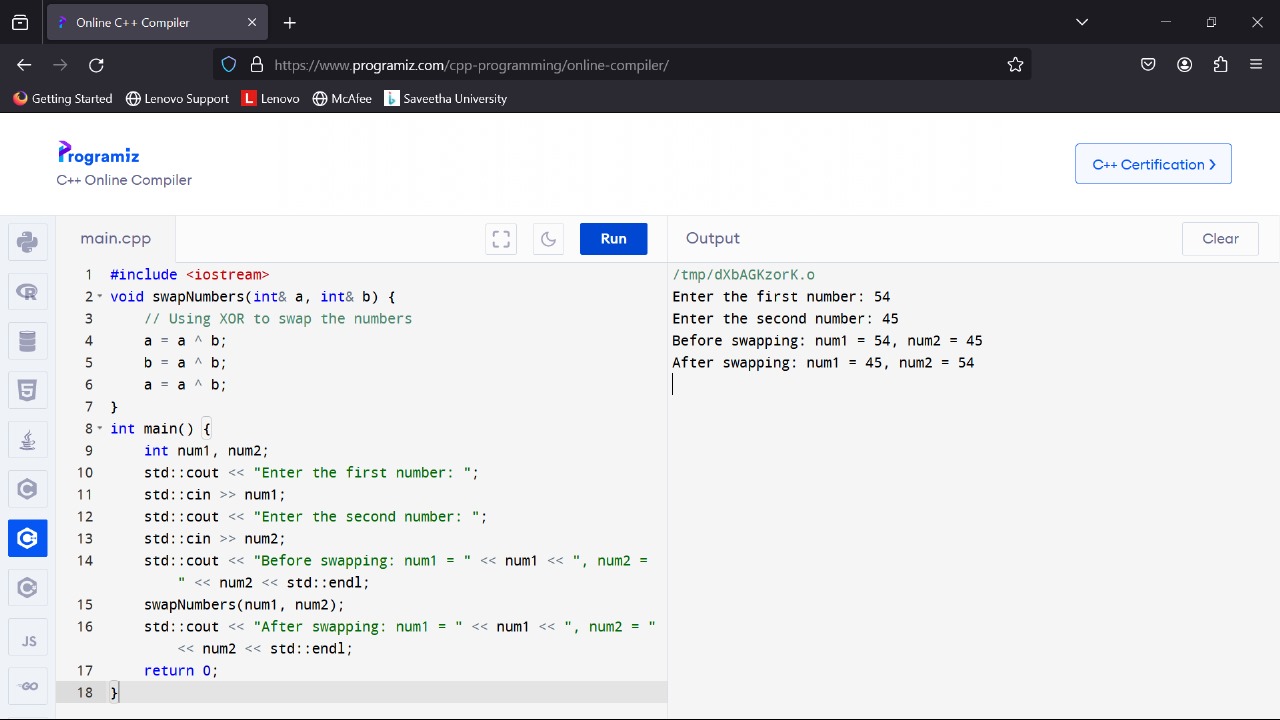 Online C++ Compiler
https://www.programiz.com/cpp-programming/online-compiler/
Getting Started
Lenovo Support
L Lenovo
McAfee
Saveetha University
Programiz
C++ Online Compiler
C++ Certification >
main.cpp
Run
Output
Clear
1 #include <iostream>
2 void swapNumbers(int& a, int& b) {
3 // Using XOR to swap the numbers
4 a = a ^ b;
5 b = a ^ b;
6 a = a ^ b;
7 }
8 int main() {
9 int num1, num2;
10 std::cout << "Enter the first number: ";
11 std::cin >> num1;
12 std::cout << "Enter the second number: ";
13 std::cin >> num2;
14 std::cout << "Before swapping: num1 = " << num1 << ", num2 =
" << num2 << std::endl;
15 swapNumbers(num1, num2);
16 std::cout << "After swapping: num1 = " << num1 << ", num2 = "
<< num2 << std::endl;
17 return 0;
18 }
/tmp/dXbAGKzorK.o
Enter the first number: 54
Enter the second number: 45
Before swapping: num1 = 54, num2 = 45
After swapping: num1 = 45, num2 = 54
R
5
C
C
JS
GO